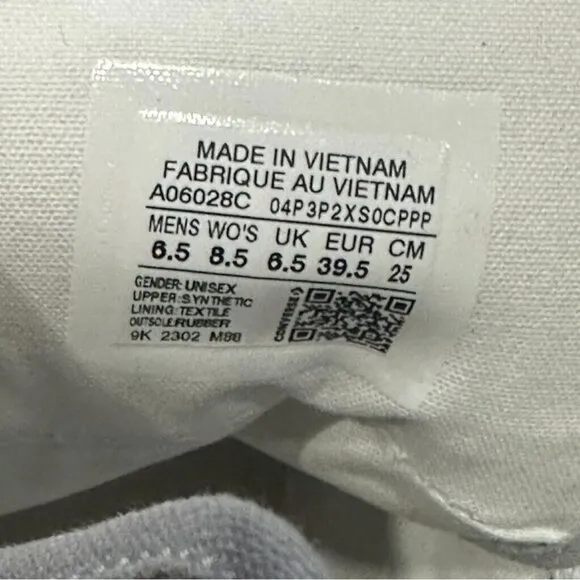 MADE IN VIETNAM
FABRIQUE AU VIETNAM
A06028C 04P3P2XS0CPPP
MENS WO'S UK EUR CM
6.5 8.5 6.5 39.5 25
GENDER: UNISEX
UPPER: SYNTHETIC
LINING: TEXTILE
OUTSOLE: RUBBER
9K 2302 M88
CONVERSE